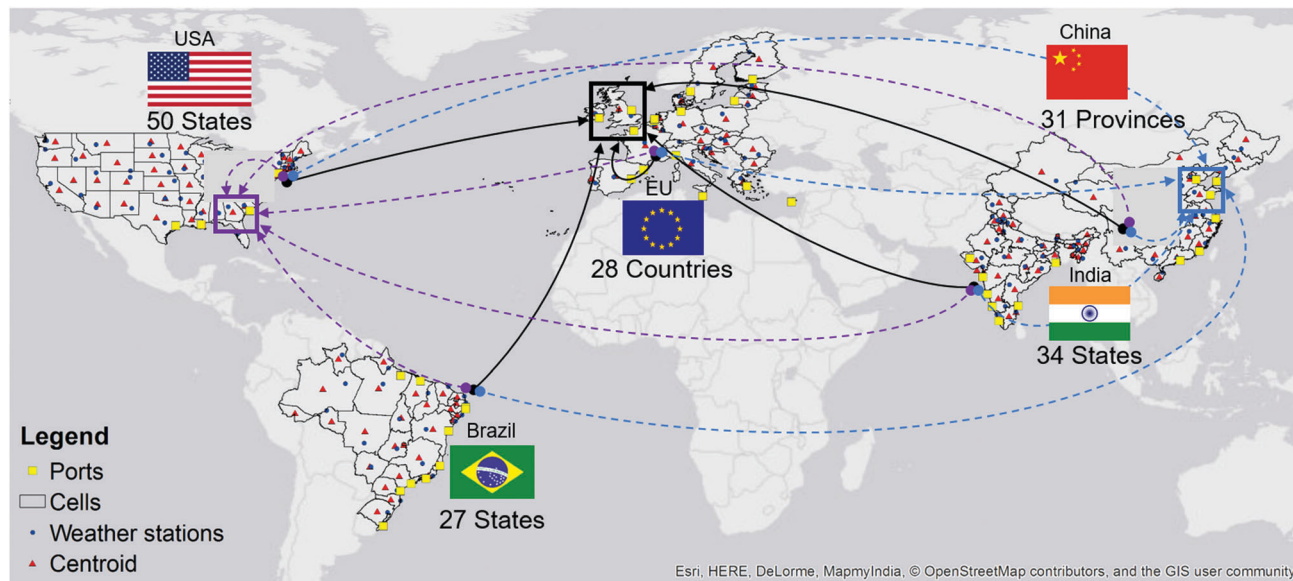 USA
50 States
China
31 Provinces
EU
28 Countries
India
34 States
Brazil
27 States
Legend
Ports
Cells
Weather stations
Centroid
Esri, HERE, DeLorme, MapmyIndia, © OpenStreetMap contributors, and the GIS user community